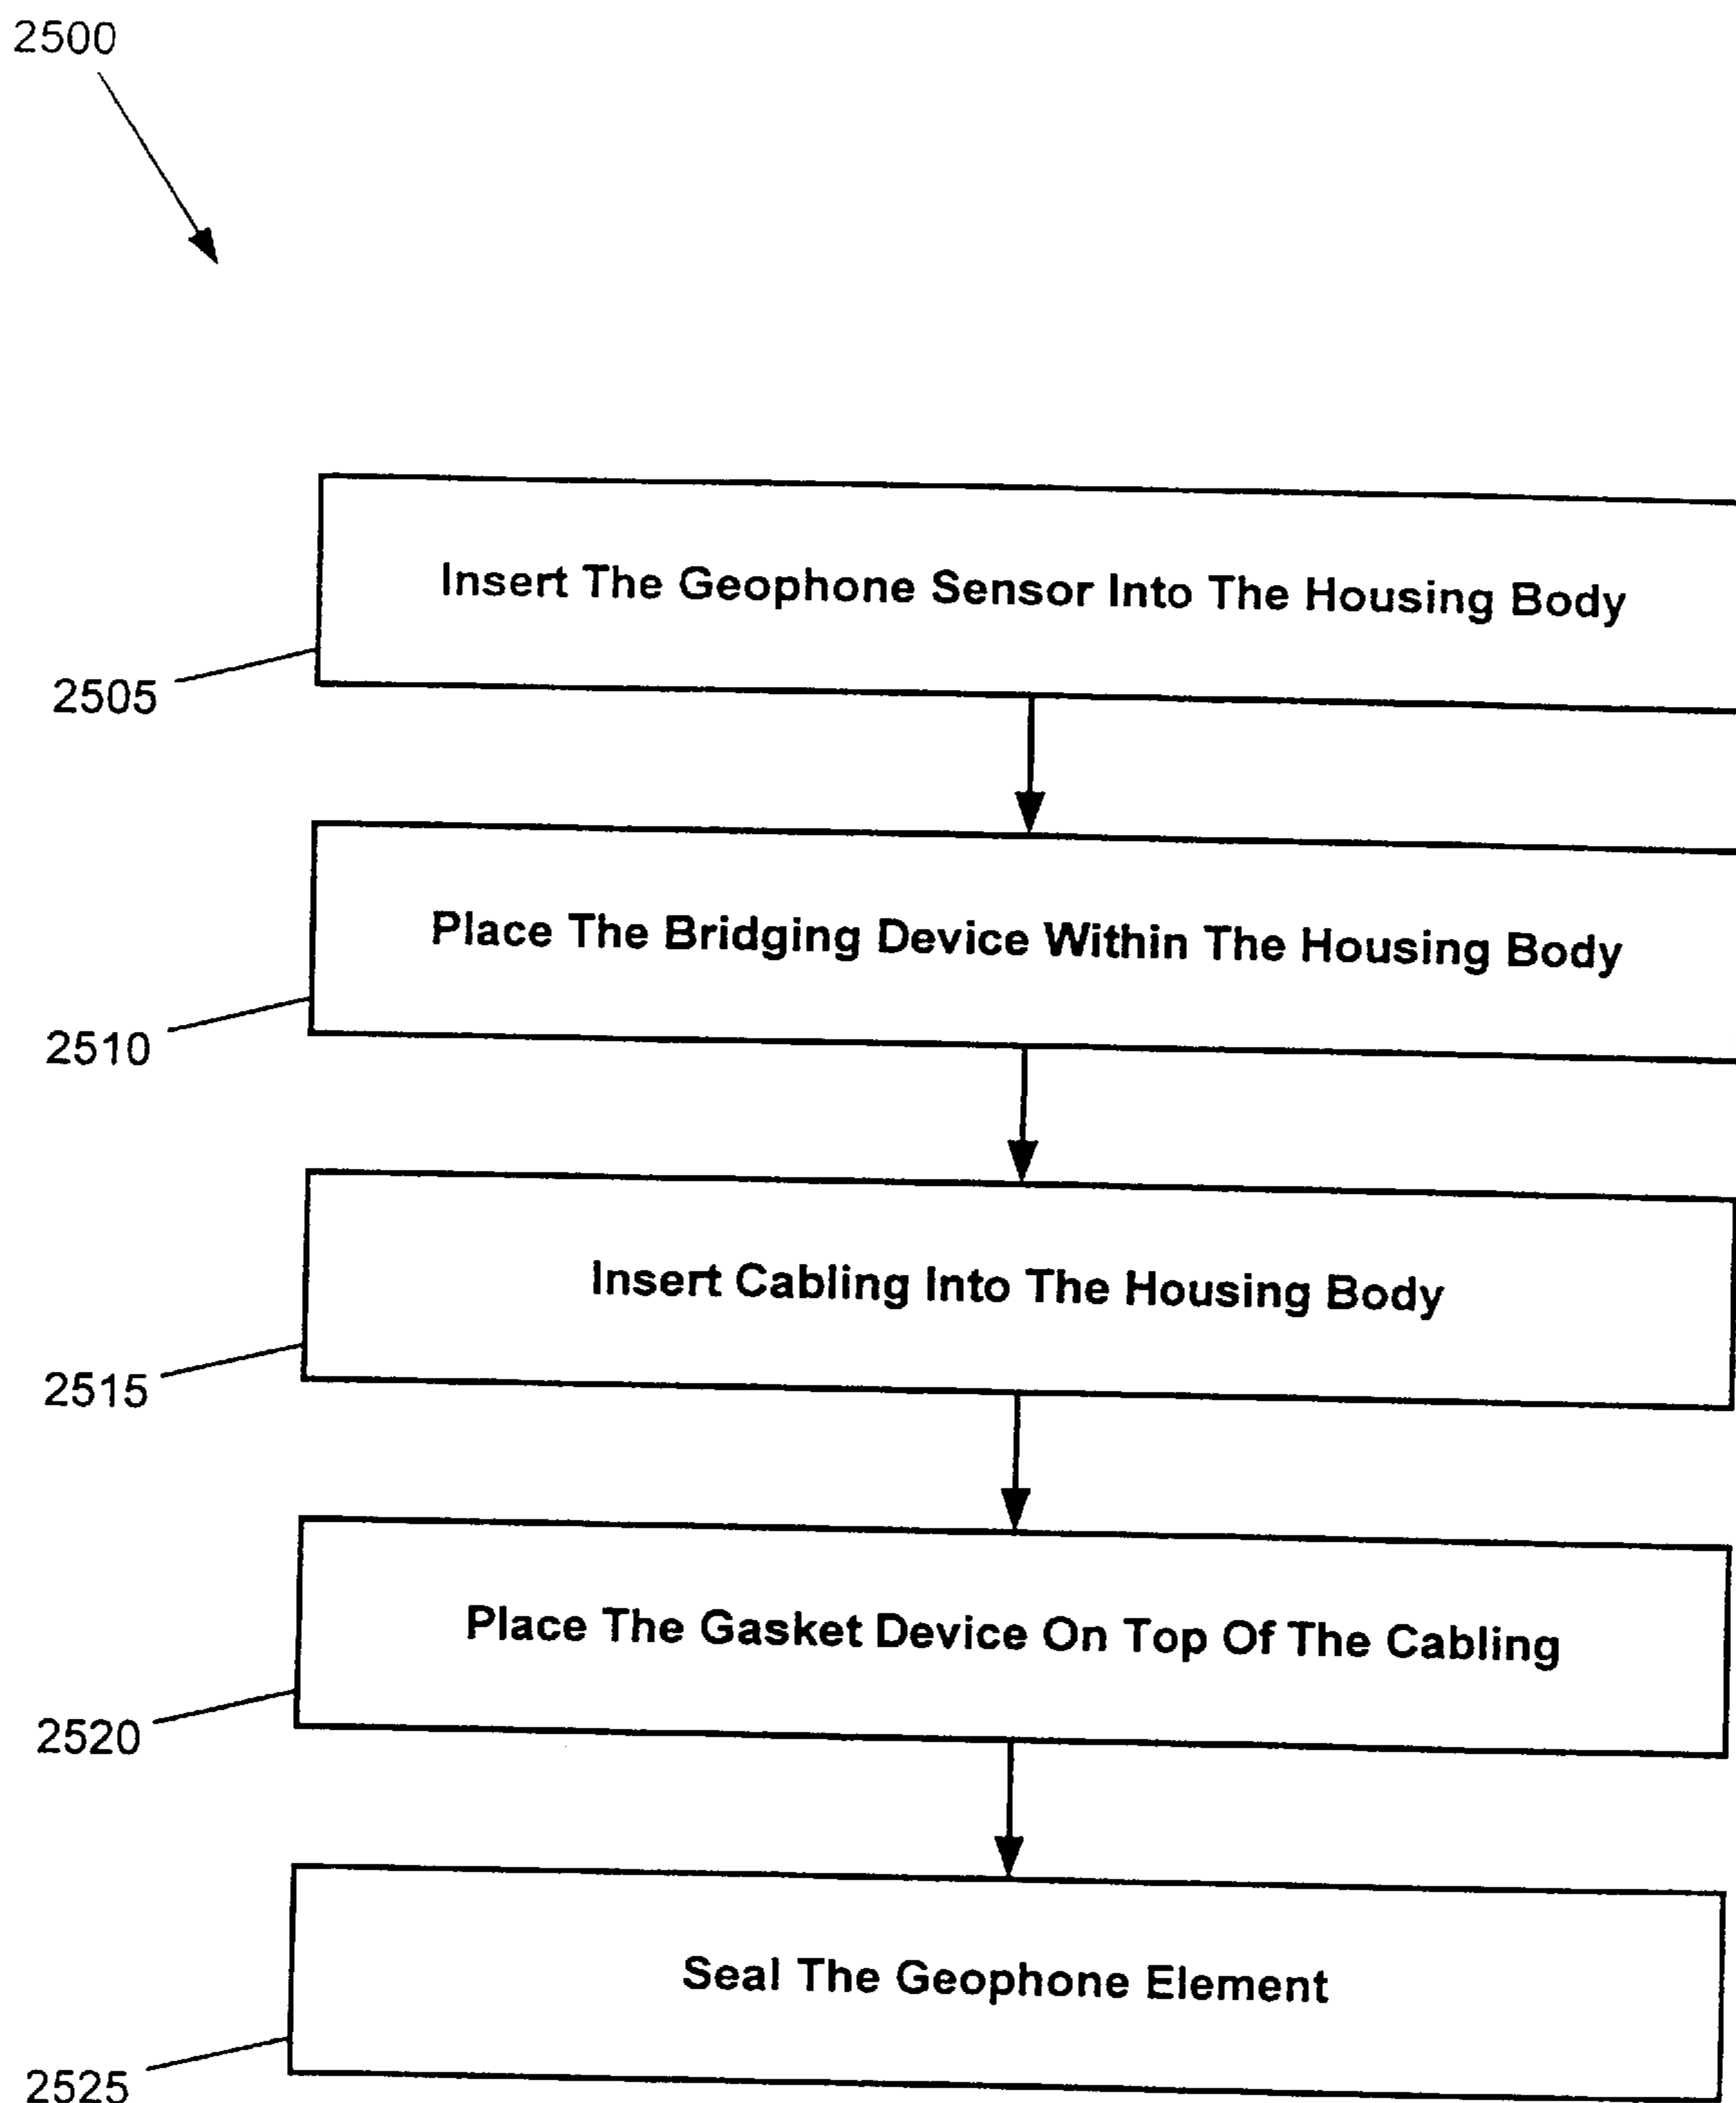 2500
Insert The Geophone Sensor Into The Housing Body
2505
Place The Bridging Device Within The Housing Body
2510
Insert Cabling Into The Housing Body
2515
Place The Gasket Device On Top Of The Cabling
2520
Seal The Geophone Element
2525